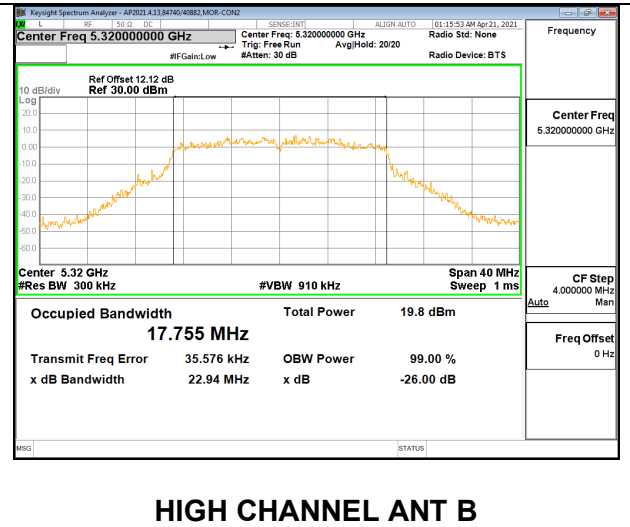 Keysight Spectrum Analyzer - AP2021.4.13,84740/40882,MOR-CON2
L RF 50 Ω DC SENSE:INT ALIGN AUTO 01:15:53 AM Apr 21, 2021
Center Freq 5.320000000 GHz
Center Freq: 5.320000000 GHz
Radio Std: None
Trig: Free Run Avg|Hold: 20/20
#IFGain:Low
#Atten: 30 dB
Radio Device: BTS
Frequency
Ref Offset 12.12 dB
10 dB/div Ref 30.00 dBm
Log
20.0
10.0
0.00
-10.0
-20.0
-30.0
-40.0
-50.0
-60.0
Center 5.32 GHz Span 40 MHz
#Res BW 300 kHz #VBW 910 kHz Sweep 1 ms
Center Freq
5.320000000 GHz
CF Step
4.000000 MHz
Auto Man
Freq Offset
0 Hz
Occupied Bandwidth Total Power 19.8 dBm
17.755 MHz
Transmit Freq Error 35.576 kHz OBW Power 99.00 %
x dB Bandwidth 22.94 MHz x dB -26.00 dB
MSG STATUS
HIGH CHANNEL ANT B